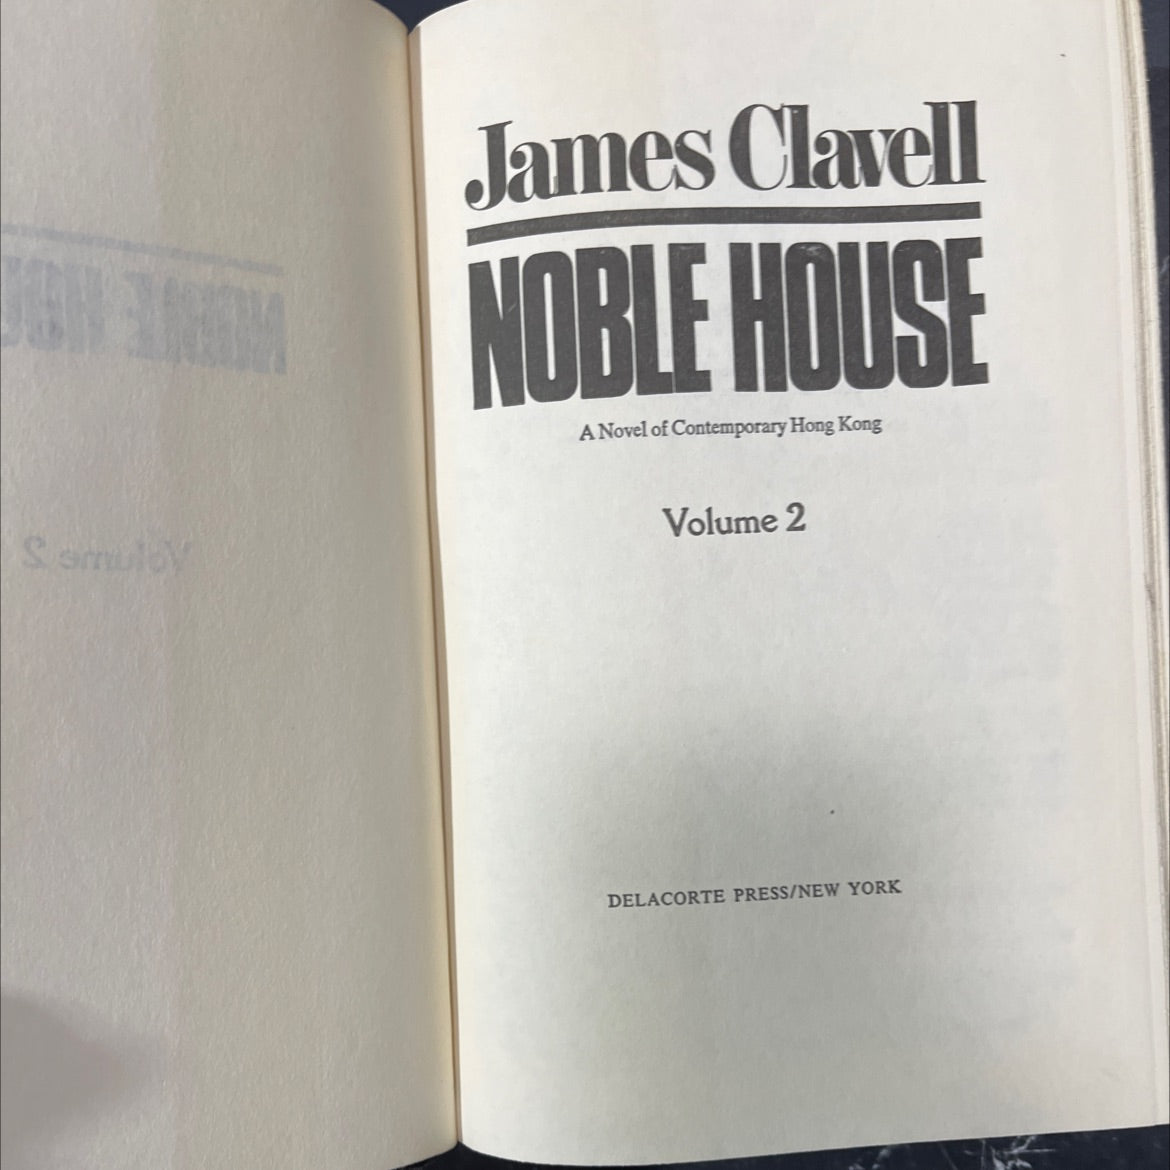 James Clavell
NOBLE HOUSE
A Novel of Contemporary Hong Kong
Volume 2
DELACORTE PRESS/NEW YORK